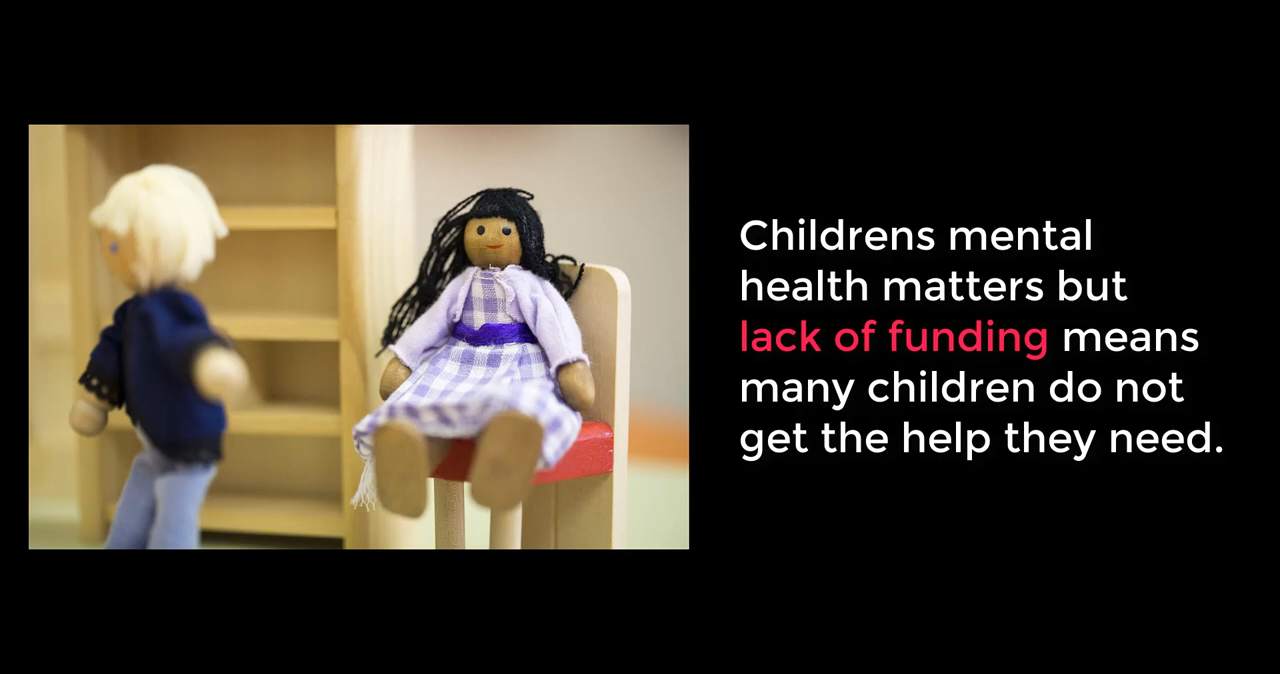 Childrens mental
health matters but
lack of funding means
many children do not
get the help they need.